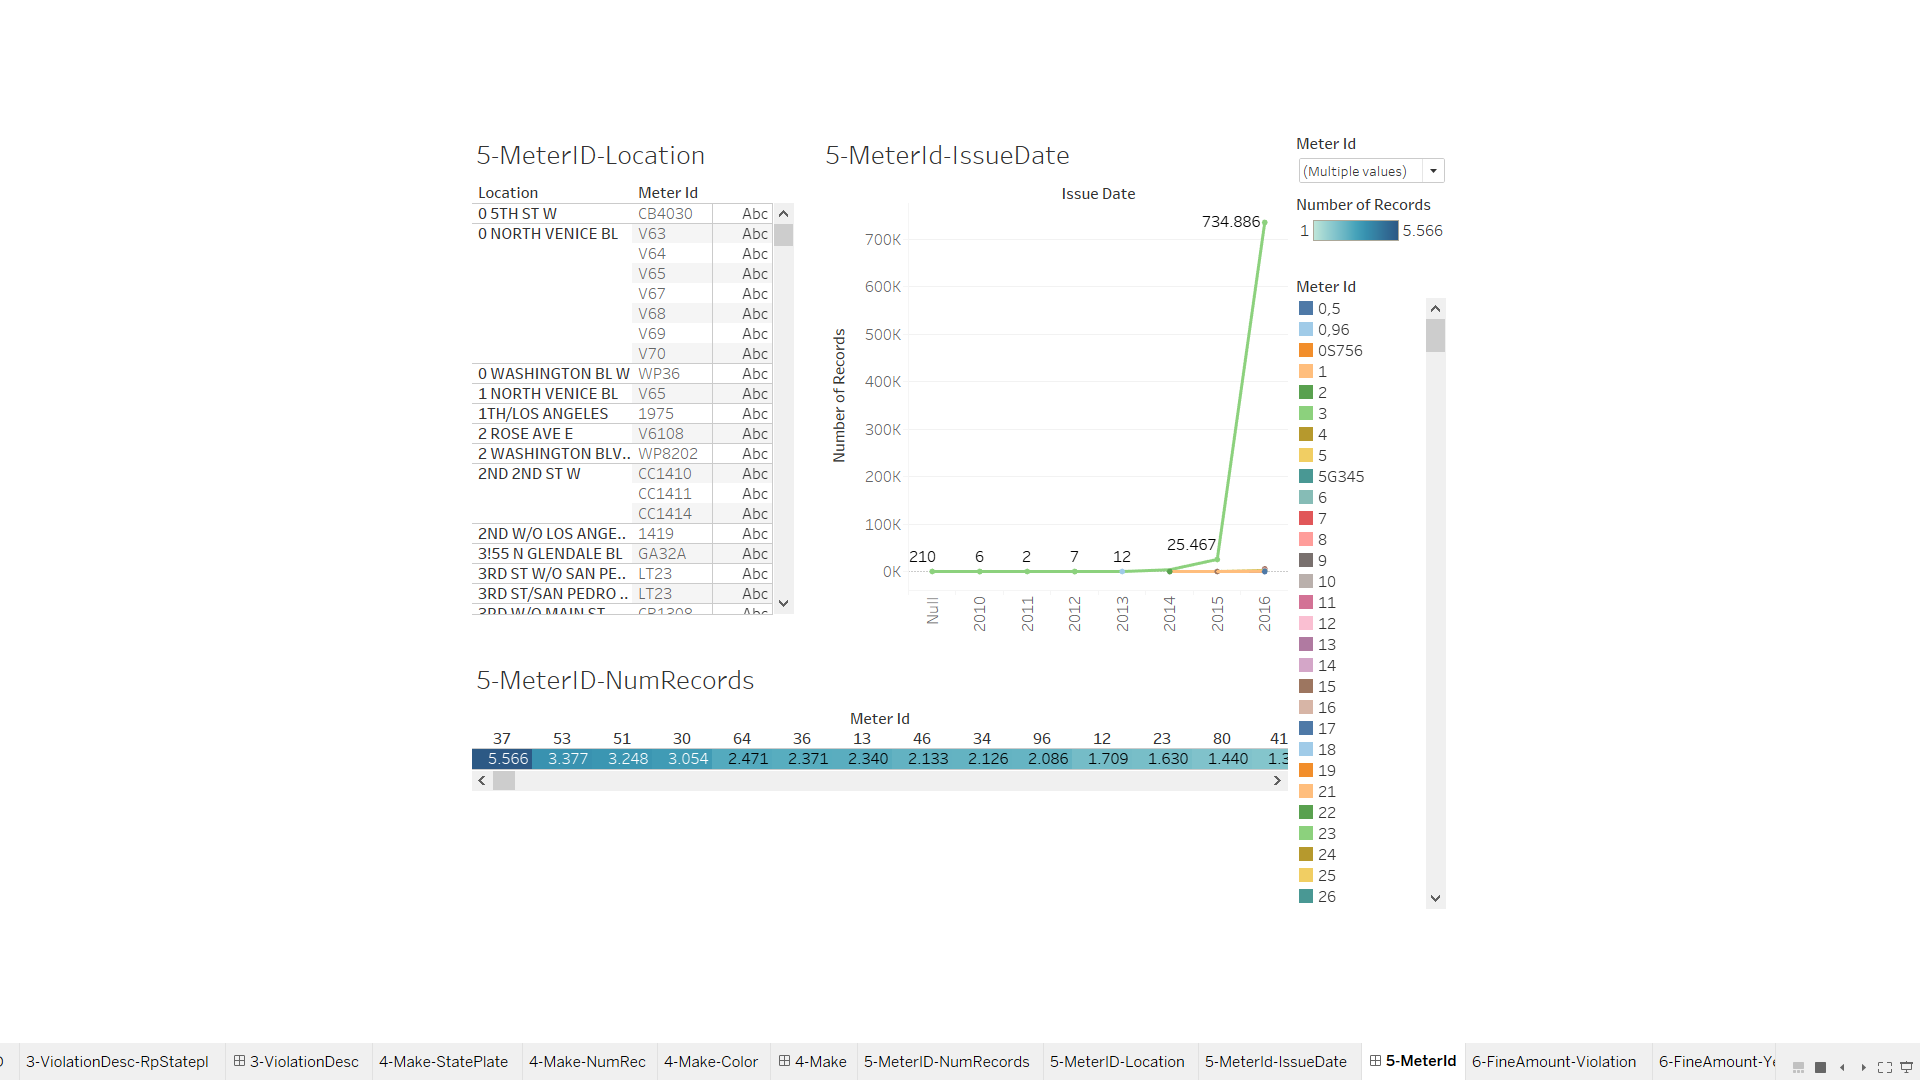 5-MeterID-Location
Location Meter Id
0 5TH ST W CB4030 Abc
0 NORTH VENICE BL V63 Abc
V64 Abc
V65 Abc
V67 Abc
V68 Abc
V69 Abc
V70 Abc
0 WASHINGTON BL W WP36 Abc
1 NORTH VENICE BL V65 Abc
1TH/LOS ANGELES 1975 Abc
2 ROSE AVE E V6108 Abc
2 WASHINGTON BLV.. WP8202 Abc
2ND 2ND ST W CC1410 Abc
CC1411 Abc
CC1414 Abc
2ND W/O LOS ANGE.. 1419 Abc
3!55 N GLENDALE BL GA32A Abc
3RD ST W/O SAN PE.. LT23 Abc
3RD ST/SAN PEDRO .. LT23 Abc
3RD W/O MAIN ST CB1308 Abc
5-MeterId-IssueDate
Issue Date
Number of Records
700K
600K
500K
400K
300K
200K
100K
0K
734.886
25.467
210 6 2 7 12
Null 2010 2011 2012 2013 2014 2015 2016
5-MeterID-NumRecords
Meter Id
37 53 51 30 64 36 13 46 34 96 12 23 80 41
5.566 3.377 3.248 3.054 2.471 2.371 2.340 2.133 2.126 2.086 1.709 1.630 1.440 1.3
Meter Id
(Multiple values)
Number of Records
1 5.566
Meter Id
0,5
0,96
0S756
1
2
3
4
5
5G345
6
7
8
9
10
11
12
13
14
15
16
17
18
19
21
22
23
24
25
26
3-ViolationDesc-RpStatepl 3-ViolationDesc 4-Make-StatePlate 4-Make-NumRec 4-Make-Color 4-Make 5-MeterID-NumRecords 5-MeterID-Location 5-MeterId-IssueDate 5-MeterId 6-FineAmount-Violation 6-FineAmount-Ye